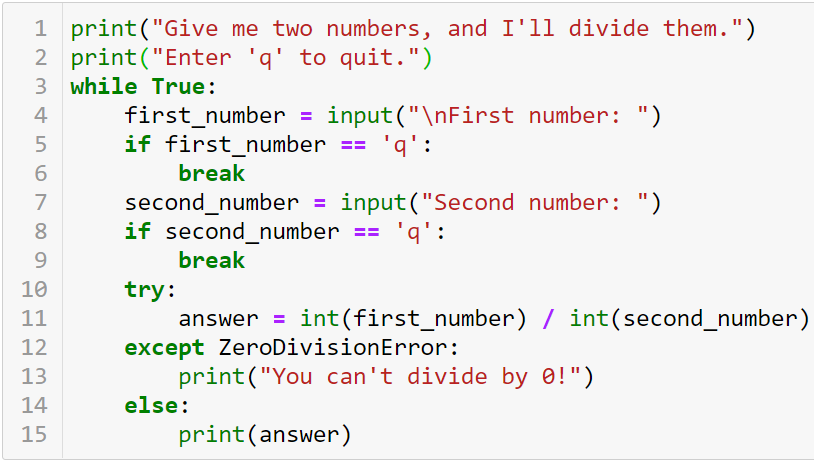 1 print("Give me two numbers, and I'll divide them.")
2 print("Enter 'q' to quit.")
3 while True:
4     first_number = input("\nFirst number: ")
5     if first_number == 'q':
6         break
7     second_number = input("Second number: ")
8     if second_number == 'q':
9         break
10     try:
11         answer = int(first_number) / int(second_number)
12     except ZeroDivisionError:
13         print("You can't divide by 0!")
14     else:
15         print(answer)